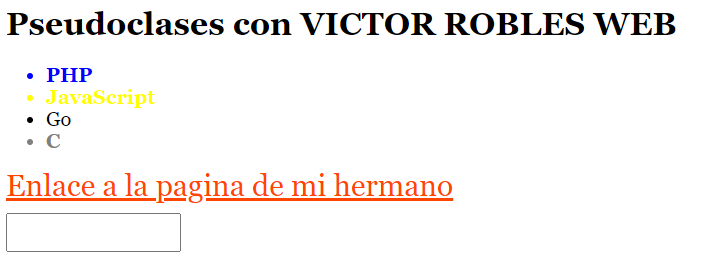 Pseudoclases con VICTOR ROBLES WEB
PHP
JavaScript
Go
C
Enlace a la pagina de mi hermano